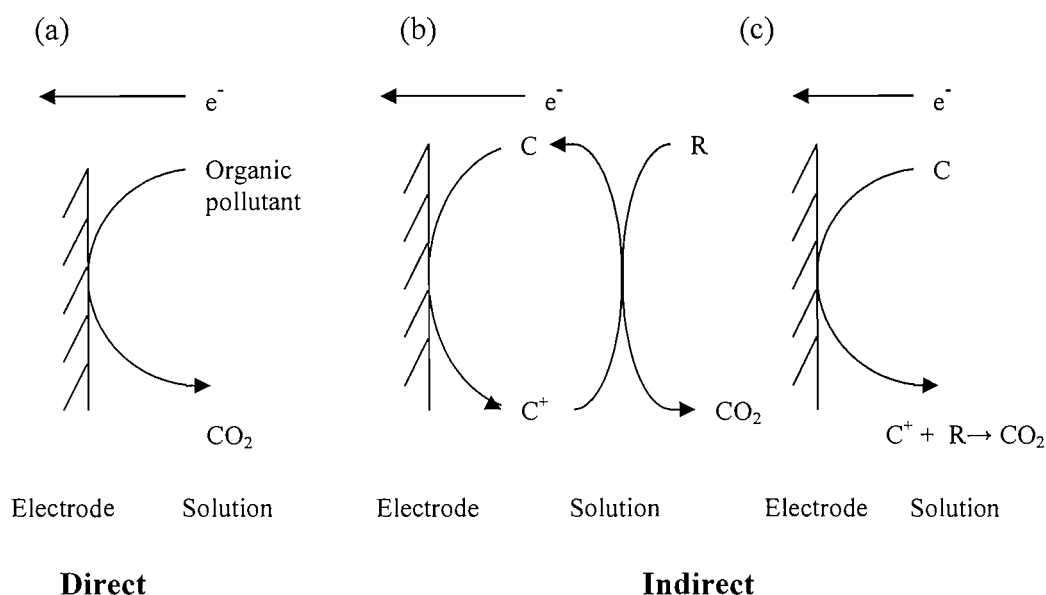 (a)
(b)
(c)
e⁻
e⁻
e⁻
C
R
Organic
pollutant
C
C⁺
CO₂
CO₂
C⁺ + R→ CO₂
Electrode
Solution
Electrode
Solution
Electrode
Solution
Direct
Indirect